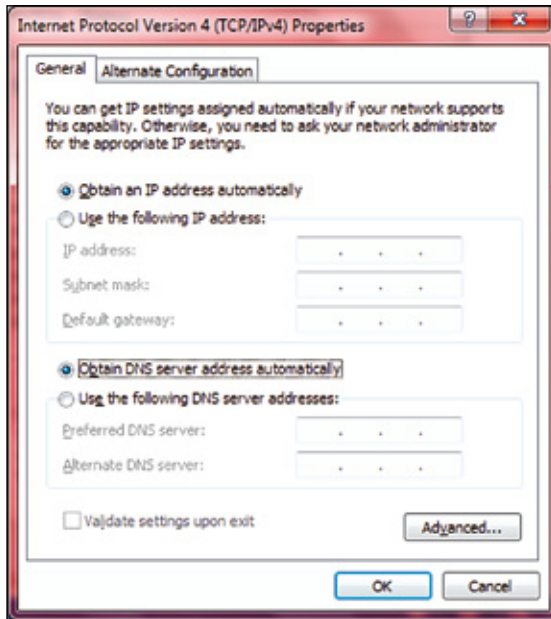 Internet Protocol Version 4 (TCP/IPv4) Properties
General
Alternate Configuration
You can get IP settings assigned automatically if your network supports
this capability. Otherwise, you need to ask your network administrator
for the appropriate IP settings.
Obtain an IP address automatically
Use the following IP address:
IP address:
Subnet mask:
Default gateway:
Obtain DNS server address automatically
Use the following DNS server addresses:
Preferred DNS server:
Alternate DNS server:
Validate settings upon exit
Advanced...
OK
Cancel